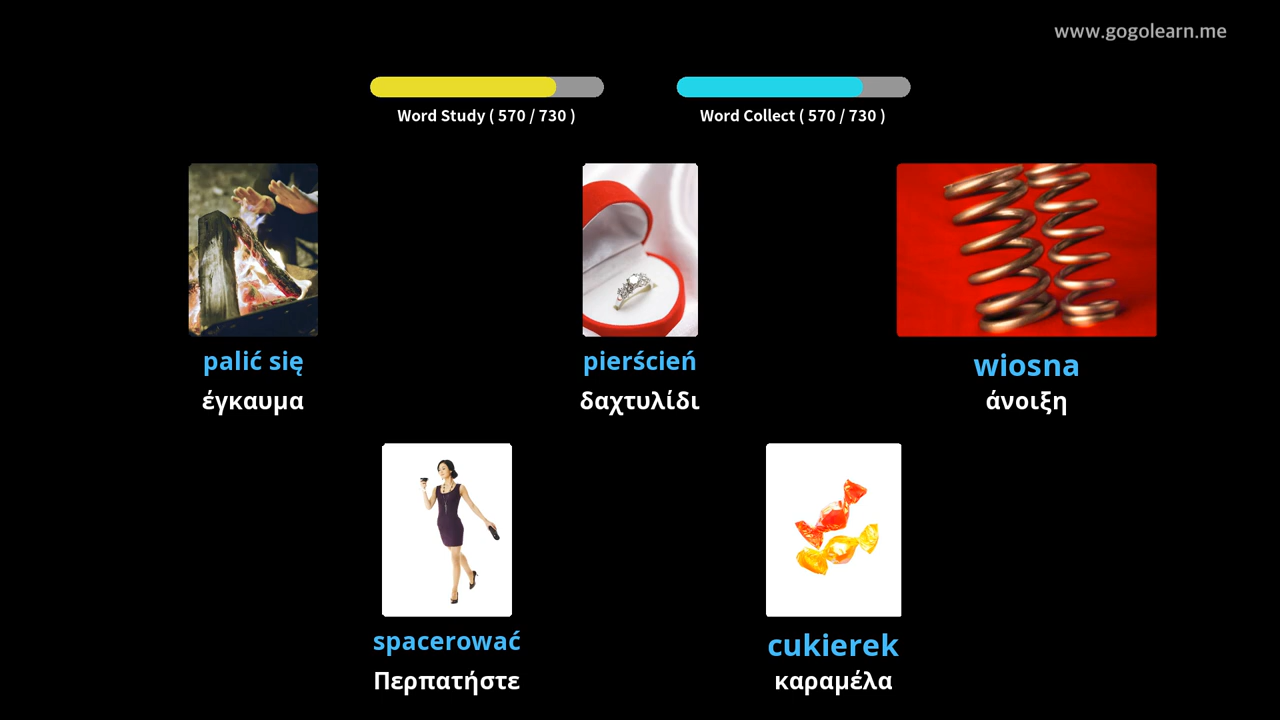 www.gogolearn.me
Word Study ( 570 / 730 )
Word Collect ( 570 / 730 )
palić się
έγκαυμα
pierścień
δαχτυλίδι
wiosna
άνοιξη
spacerować
Περπατήστε
cukierek
καραμέλα